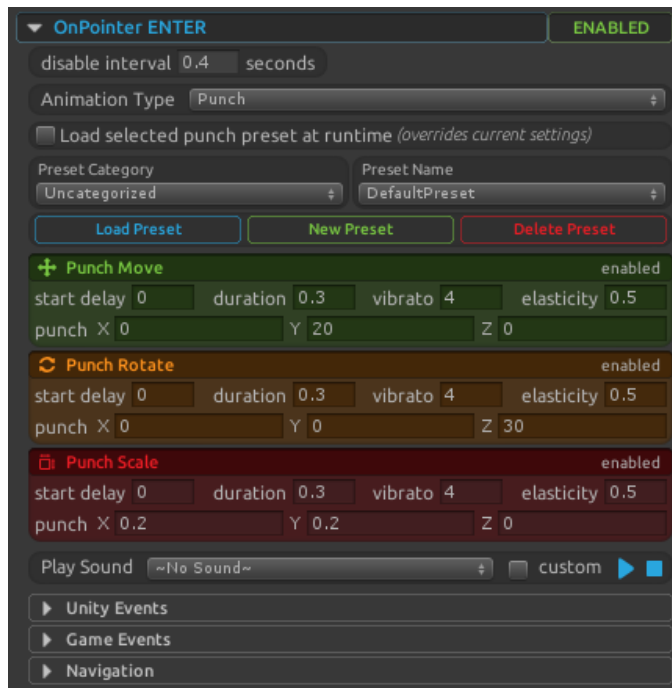 OnPointer ENTER ENABLED
disable interval 0.4 seconds
Animation Type Punch
Load selected punch preset at runtime (overrides current settings)
Preset Category Preset Name
Uncategorized DefaultPreset
Load Preset New Preset Delete Preset
Punch Move enabled
start delay 0 duration 0.3 vibrato 4 elasticity 0.5
punch X 0 Y 20 Z 0
Punch Rotate enabled
start delay 0 duration 0.3 vibrato 4 elasticity 0.5
punch X 0 Y 0 Z 30
Punch Scale enabled
start delay 0 duration 0.3 vibrato 4 elasticity 0.5
punch X 0.2 Y 0.2 Z 0
Play Sound ~No Sound~ custom
Unity Events
Game Events
Navigation